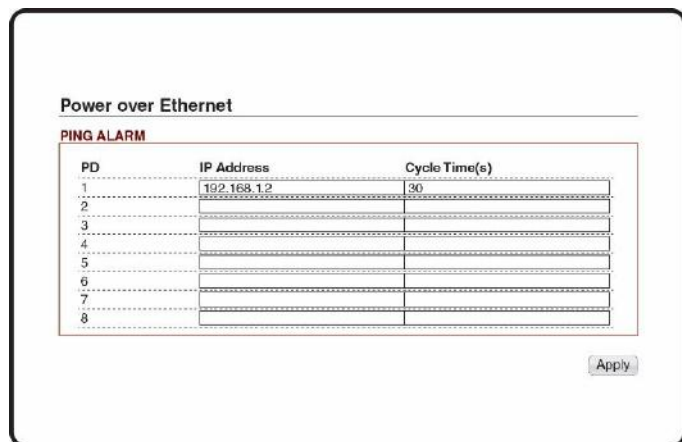 Power over Ethernet
PING ALARM
PD IP Address Cycle Time(s)
1 192.168.1.2 30
2
3
4
5
6
7
8
Apply